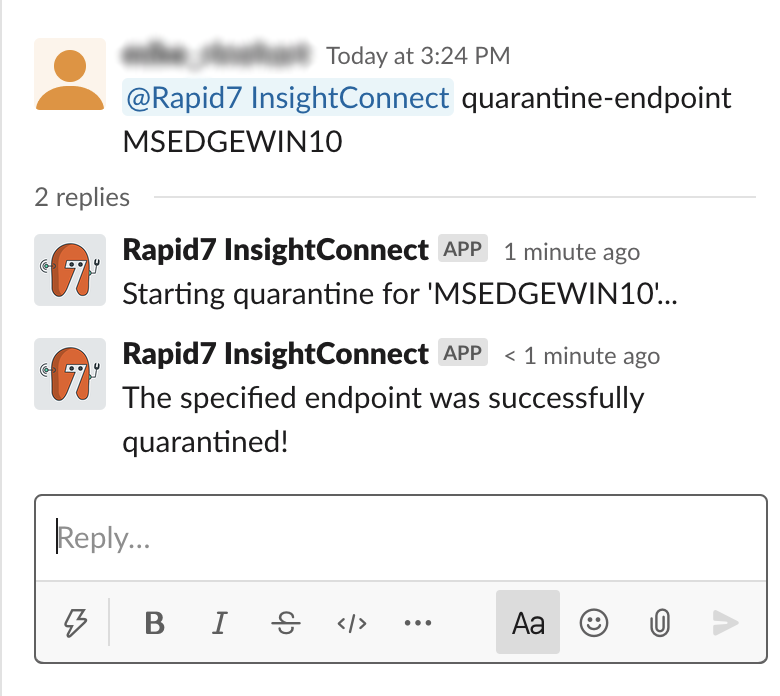 Today at 3:24 PM
@Rapid7 InsightConnect quarantine-endpoint
MSEDGEWIN10
2 replies
Rapid7 InsightConnect APP 1 minute ago
Starting quarantine for 'MSEDGEWIN10'...
Rapid7 InsightConnect APP < 1 minute ago
The specified endpoint was successfully
quarantined!
Reply...
B I S </> ... Aa